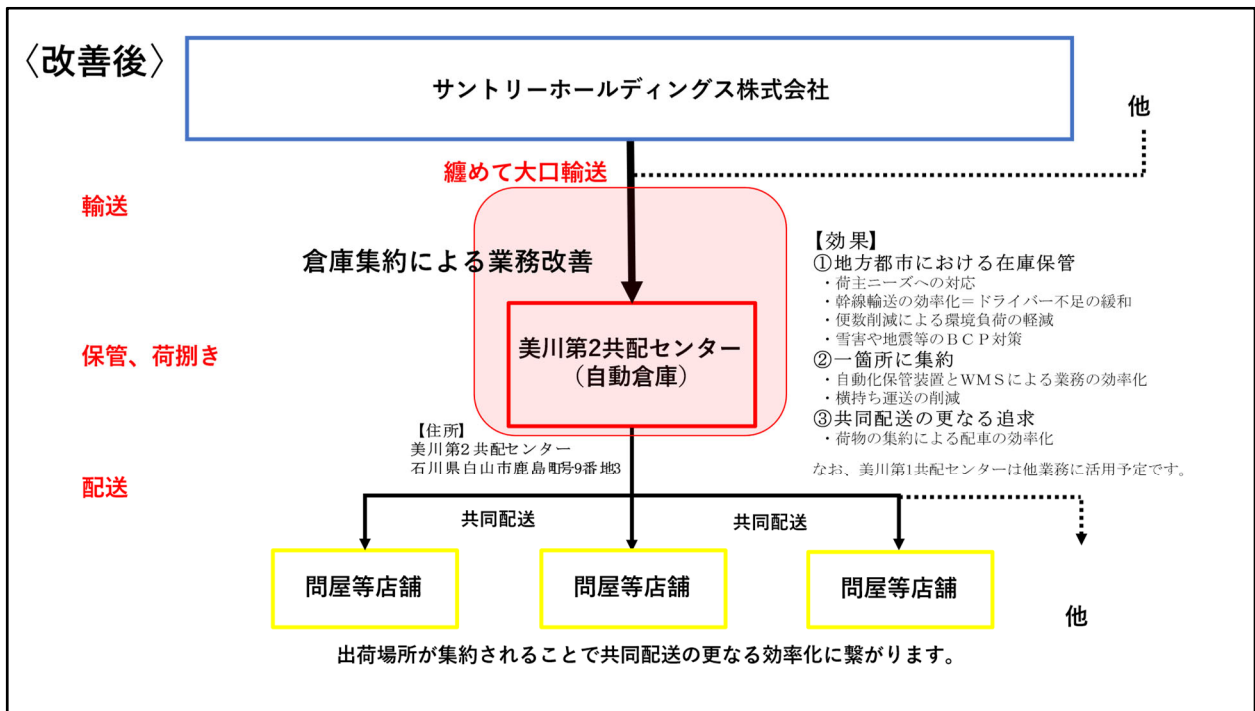 〈改善後〉
サントリーホールディングス株式会社
他
纏めて大口輸送
輸送
倉庫集約による業務改善
【効果】
①地方都市における在庫保管
・荷主ニーズへの対応
・幹線輸送の効率化＝ドライバー不足の緩和
・便数削減による環境負荷の軽減
・雪害や地震等のＢＣＰ対策
②一箇所に集約
・自動化保管装置とWMSによる業務の効率化
・横持ち運送の削減
③共同配送の更なる追求
・荷物の集約による配車の効率化
なお、美川第1共配センターは他業務に活用予定です。
保管、荷捌き
美川第2共配センター
（自動倉庫）
【住所】
美川第2共配センター
石川県白山市鹿島町号9番地3
配送
共同配送
共同配送
問屋等店舗
問屋等店舗
問屋等店舗
他
出荷場所が集約されることで共同配送の更なる効率化に繋がります。